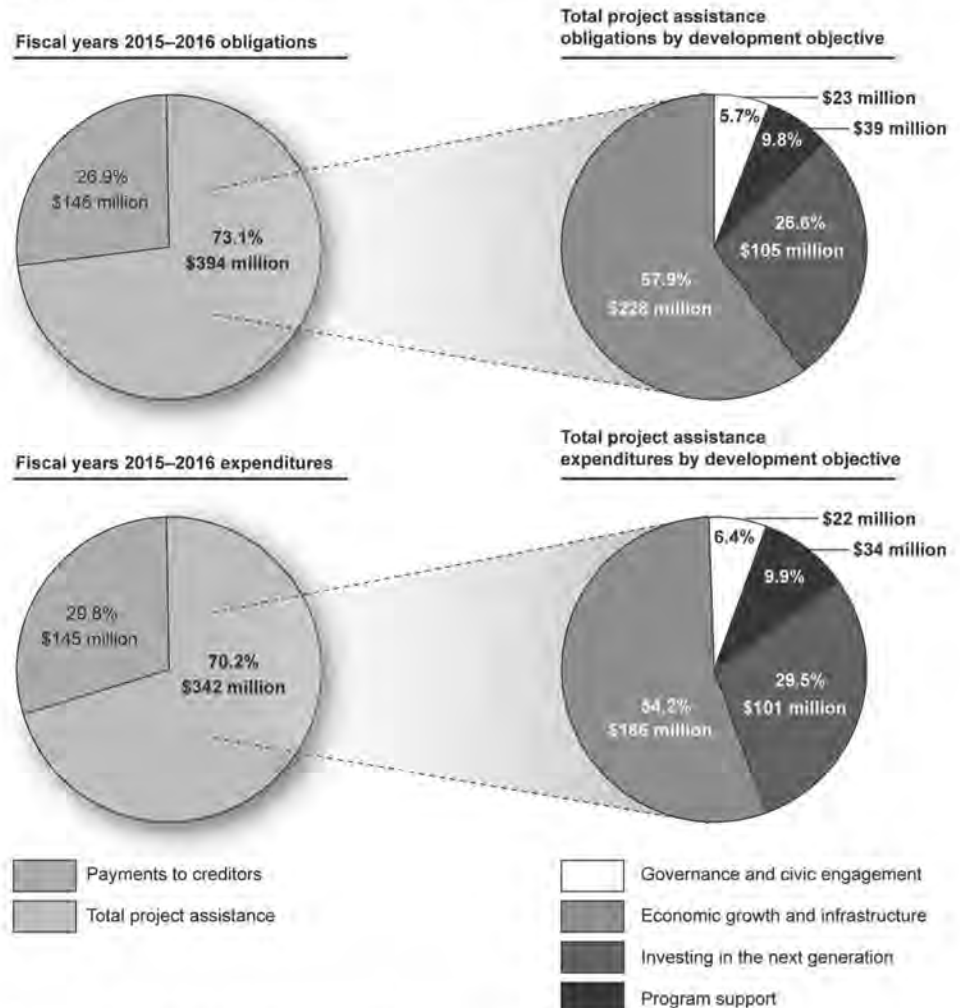 Fiscal years 2015–2016 obligations
Total project assistance
obligations by development objective
26.9%
$145 million
73.1%
$394 million
5.7%
$23 million
9.8%
$39 million
26.6%
$105 million
57.9%
$228 million
Fiscal years 2015–2016 expenditures
Total project assistance
expenditures by development objective
29.8%
$145 million
70.2%
$342 million
6.4%
$22 million
9.9%
$34 million
29.5%
$101 million
54.2%
$186 million
Payments to creditors
Total project assistance
Governance and civic engagement
Economic growth and infrastructure
Investing in the next generation
Program support